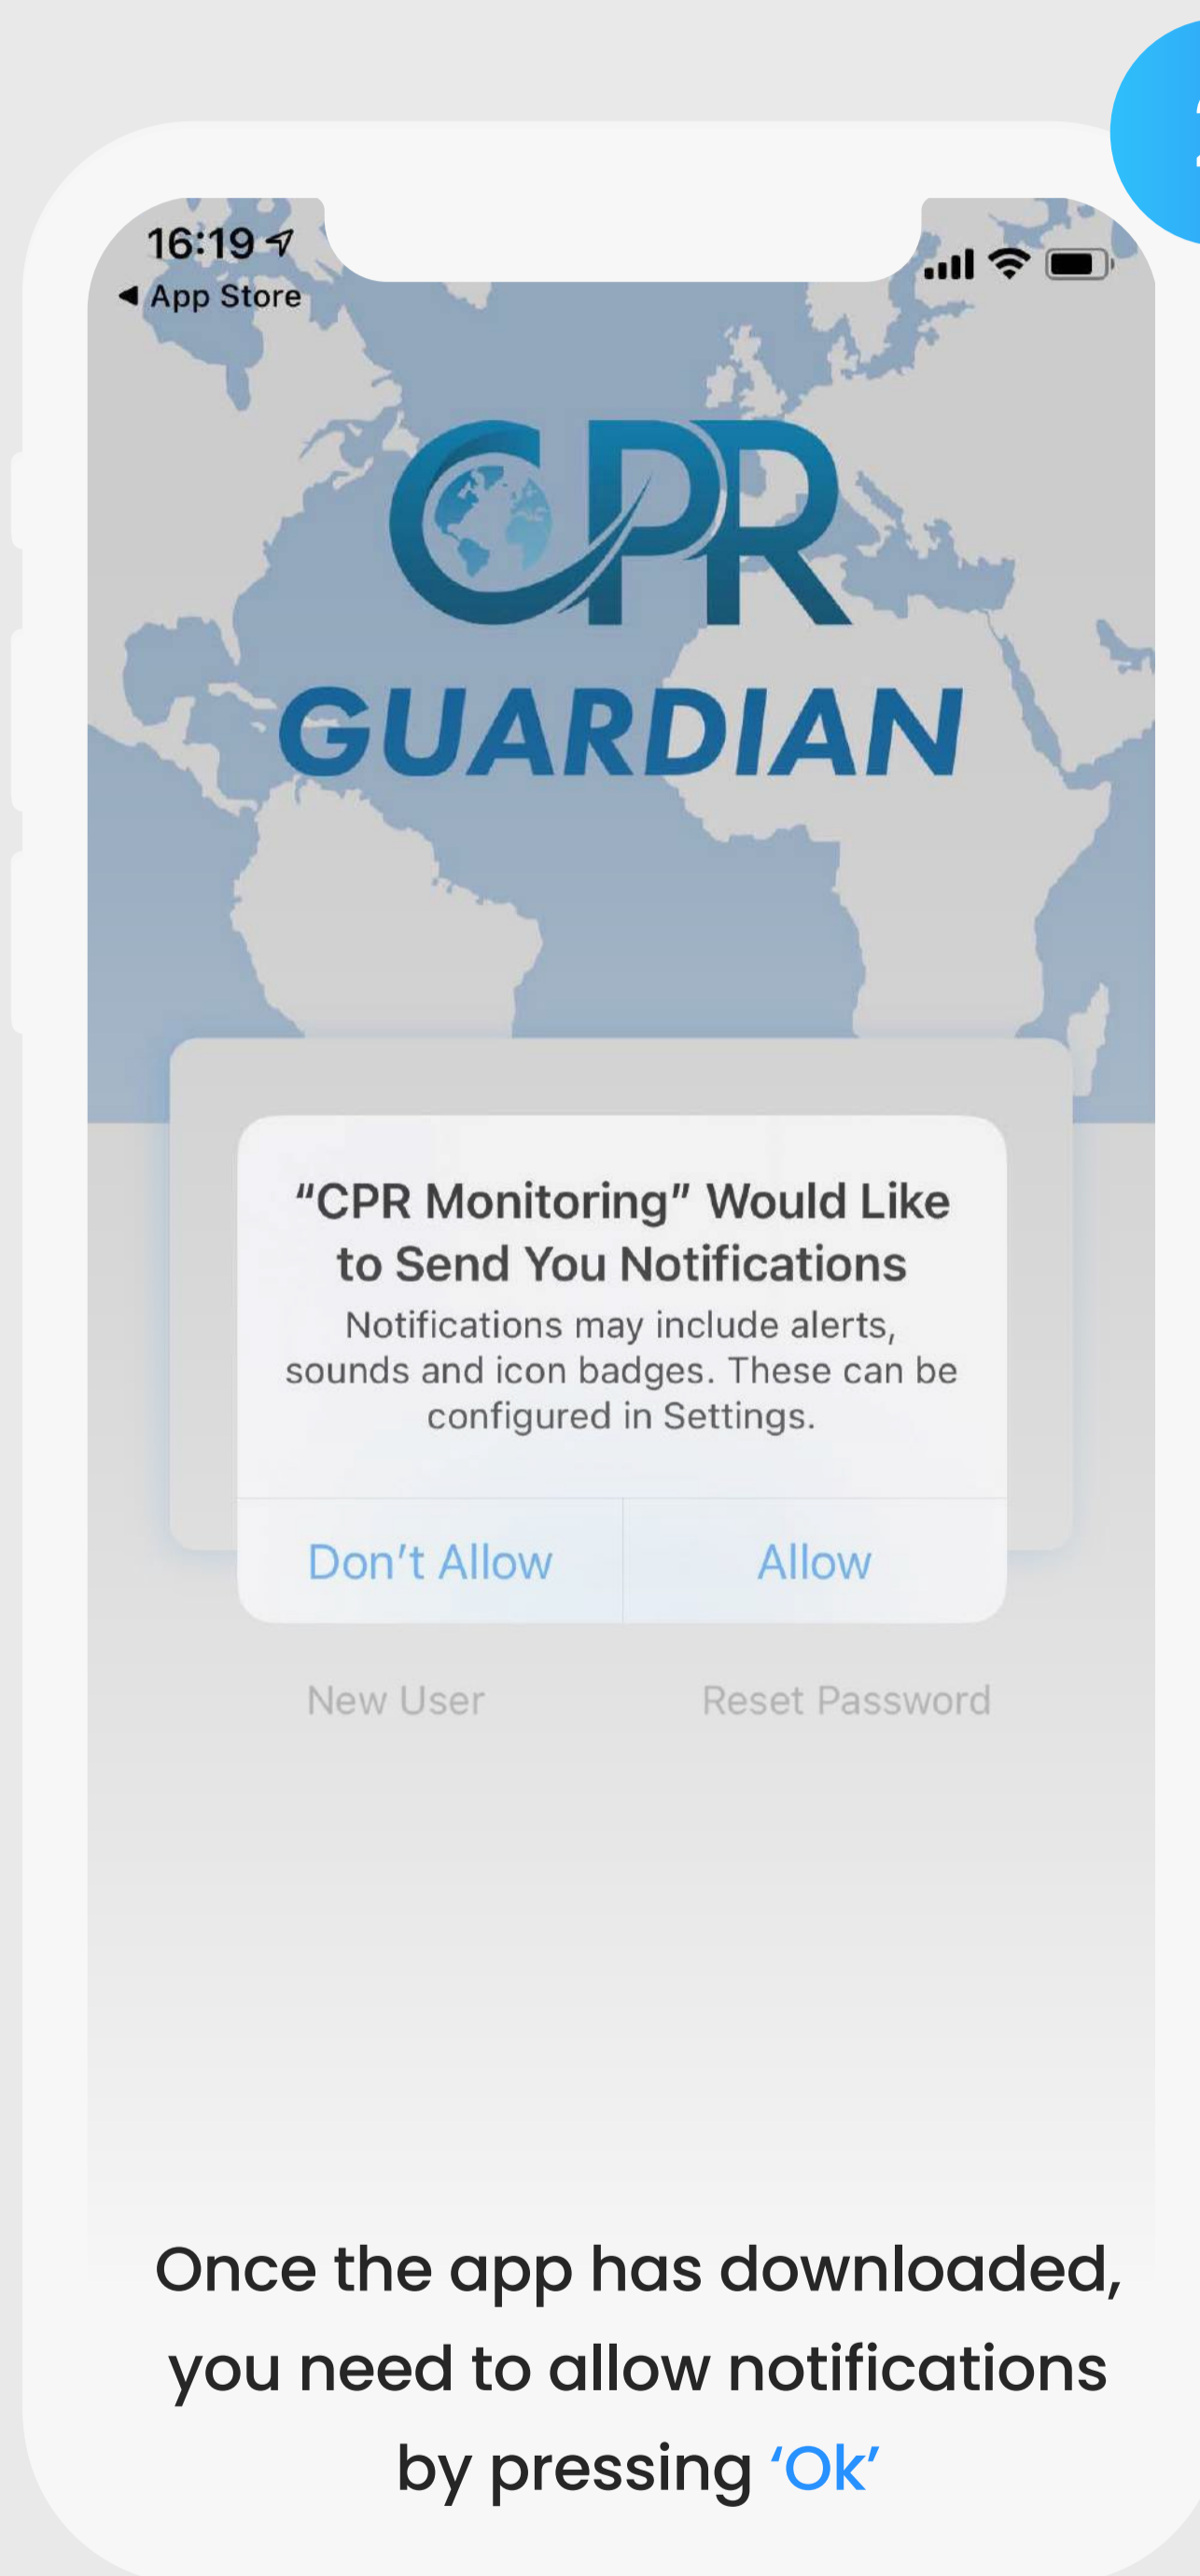 16:19
App Store
CPR
GUARDIAN
“CPR Monitoring” Would Like
to Send You Notifications
Notifications may include alerts,
sounds and icon badges. These can be
configured in Settings.
Don’t Allow
Allow
New User
Reset Password
Once the app has downloaded,
you need to allow notifications
by pressing ‘Ok’